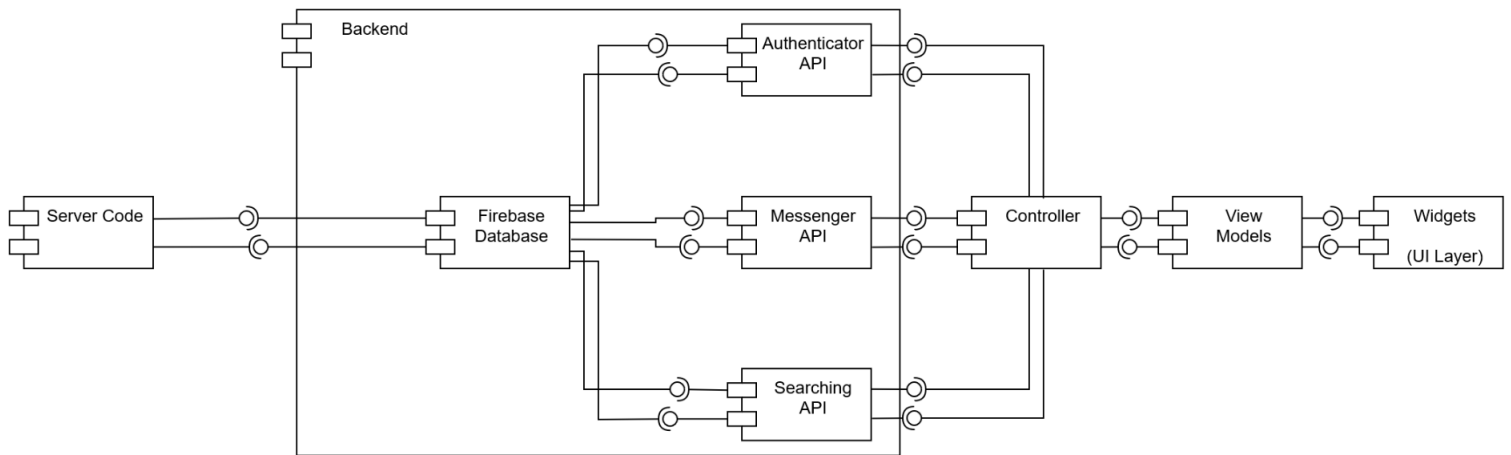 Backend
Authenticator
API
Server Code
Firebase
Database
Messenger
API
Controller
View
Models
Widgets
(UI Layer)
Searching
API